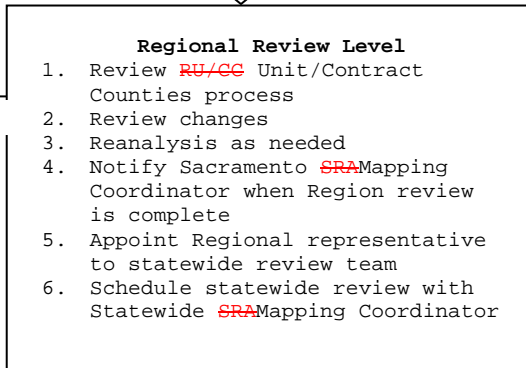 Regional Review Level
1. Review RU/CC Unit/Contract
Counties process
2. Review changes
3. Reanalysis as needed
4. Notify Sacramento SRAMapping
Coordinator when Region review
is complete
5. Appoint Regional representative
to statewide review team
6. Schedule statewide review with
Statewide SRAMapping Coordinator